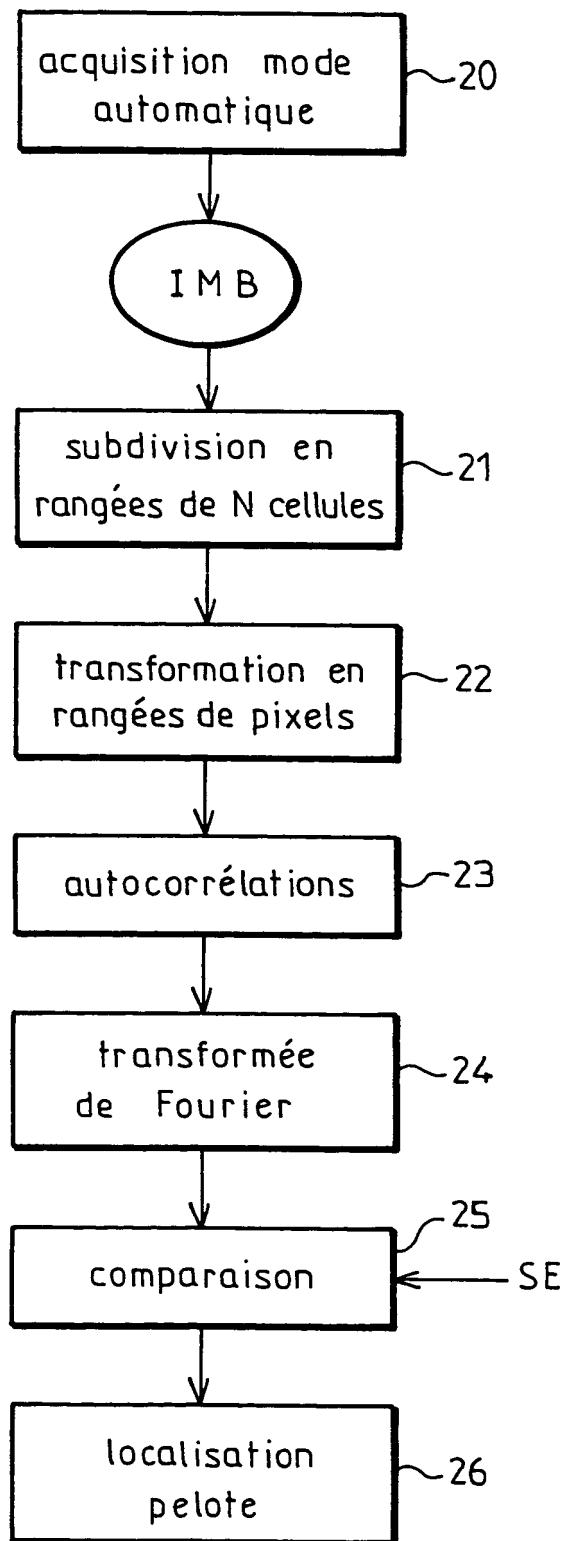 acquisition mode
automatique
20
IMB
subdivision en
rangées de N cellules
21
transformation en
rangées de pixels
22
autocorrélations
23
transformée
de Fourier
24
25
comparaison
SE
localisation
pelote
26